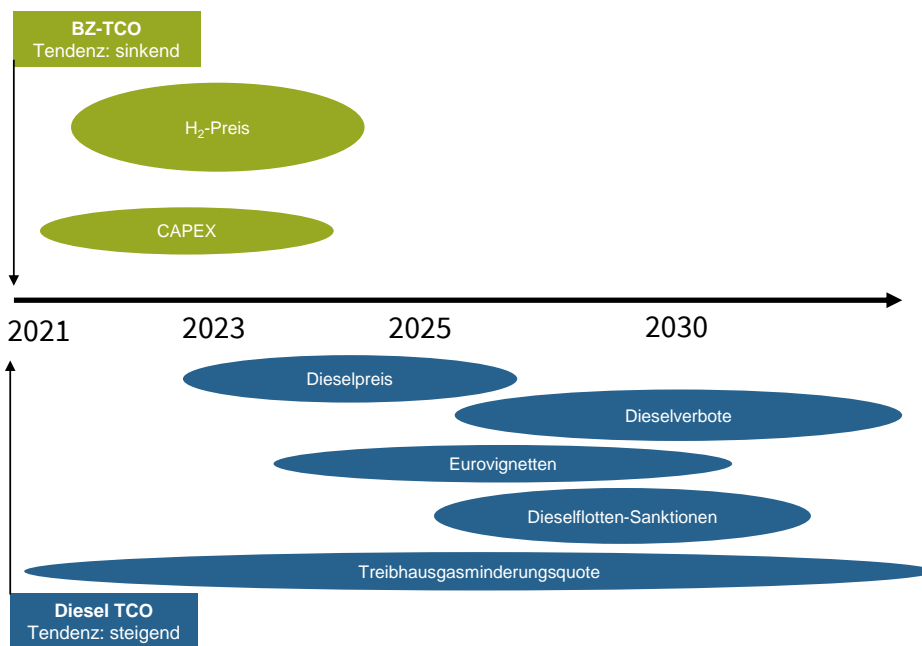 BZ-TCO
Tendenz: sinkend
H₂-Preis
CAPEX
2021
2023
2025
2030
Dieselpreis
Dieselverbote
Eurovignetten
Dieselflotten-Sanktionen
Treibhausgasminderungsquote
Diesel TCO
Tendenz: steigend